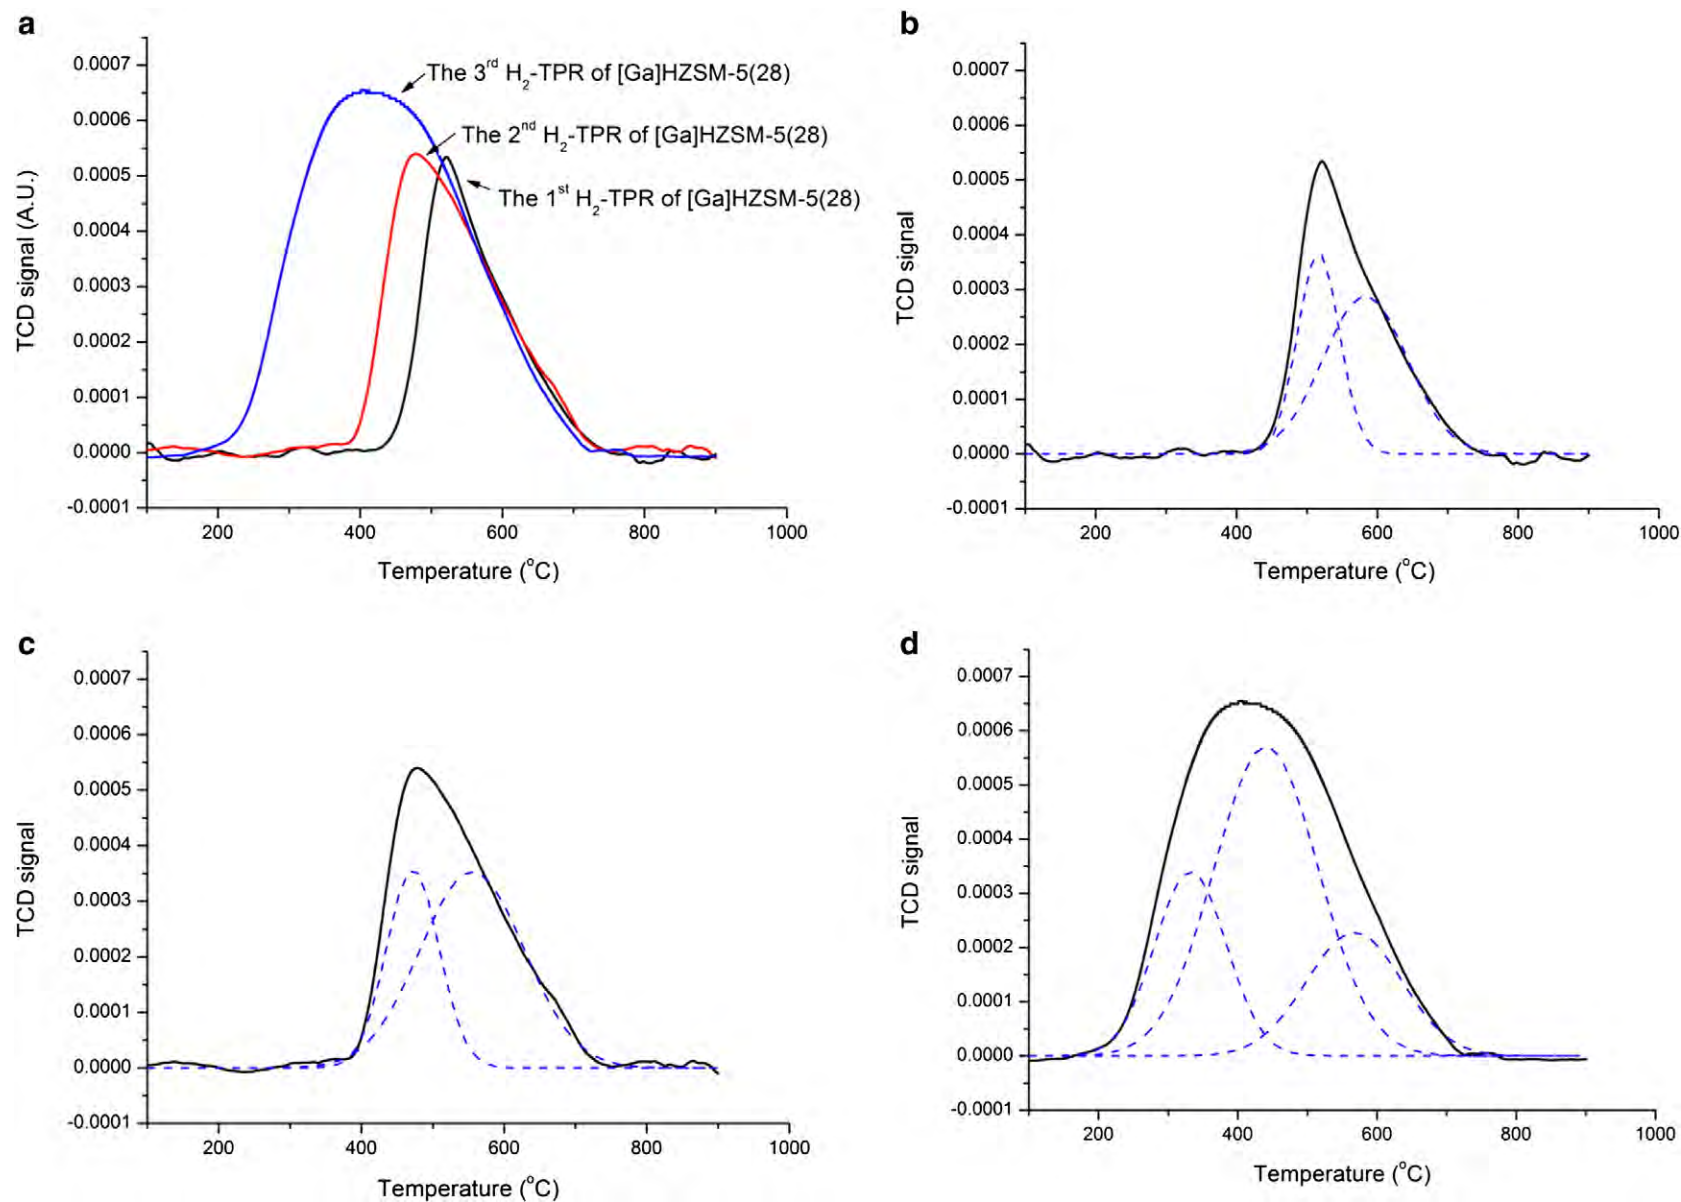 a
0.0007
0.0006
0.0005
0.0004
0.0003
0.0002
0.0001
0.0000
-0.0001
TCD signal (A.U.)
The 3rd H2-TPR of [Ga]HZSM-5(28)
The 2nd H2-TPR of [Ga]HZSM-5(28)
The 1st H2-TPR of [Ga]HZSM-5(28)
200 400 600 800 1000
Temperature (oC)
b
0.0007
0.0006
0.0005
0.0004
0.0003
0.0002
0.0001
0.0000
-0.0001
TCD signal
200 400 600 800 1000
Temperature (oC)
c
0.0007
0.0006
0.0005
0.0004
0.0003
0.0002
0.0001
0.0000
-0.0001
TCD signal
200 400 600 800 1000
Temperature (oC)
d
0.0007
0.0006
0.0005
0.0004
0.0003
0.0002
0.0001
0.0000
-0.0001
TCD signal
200 400 600 800 1000
Temperature (oC)